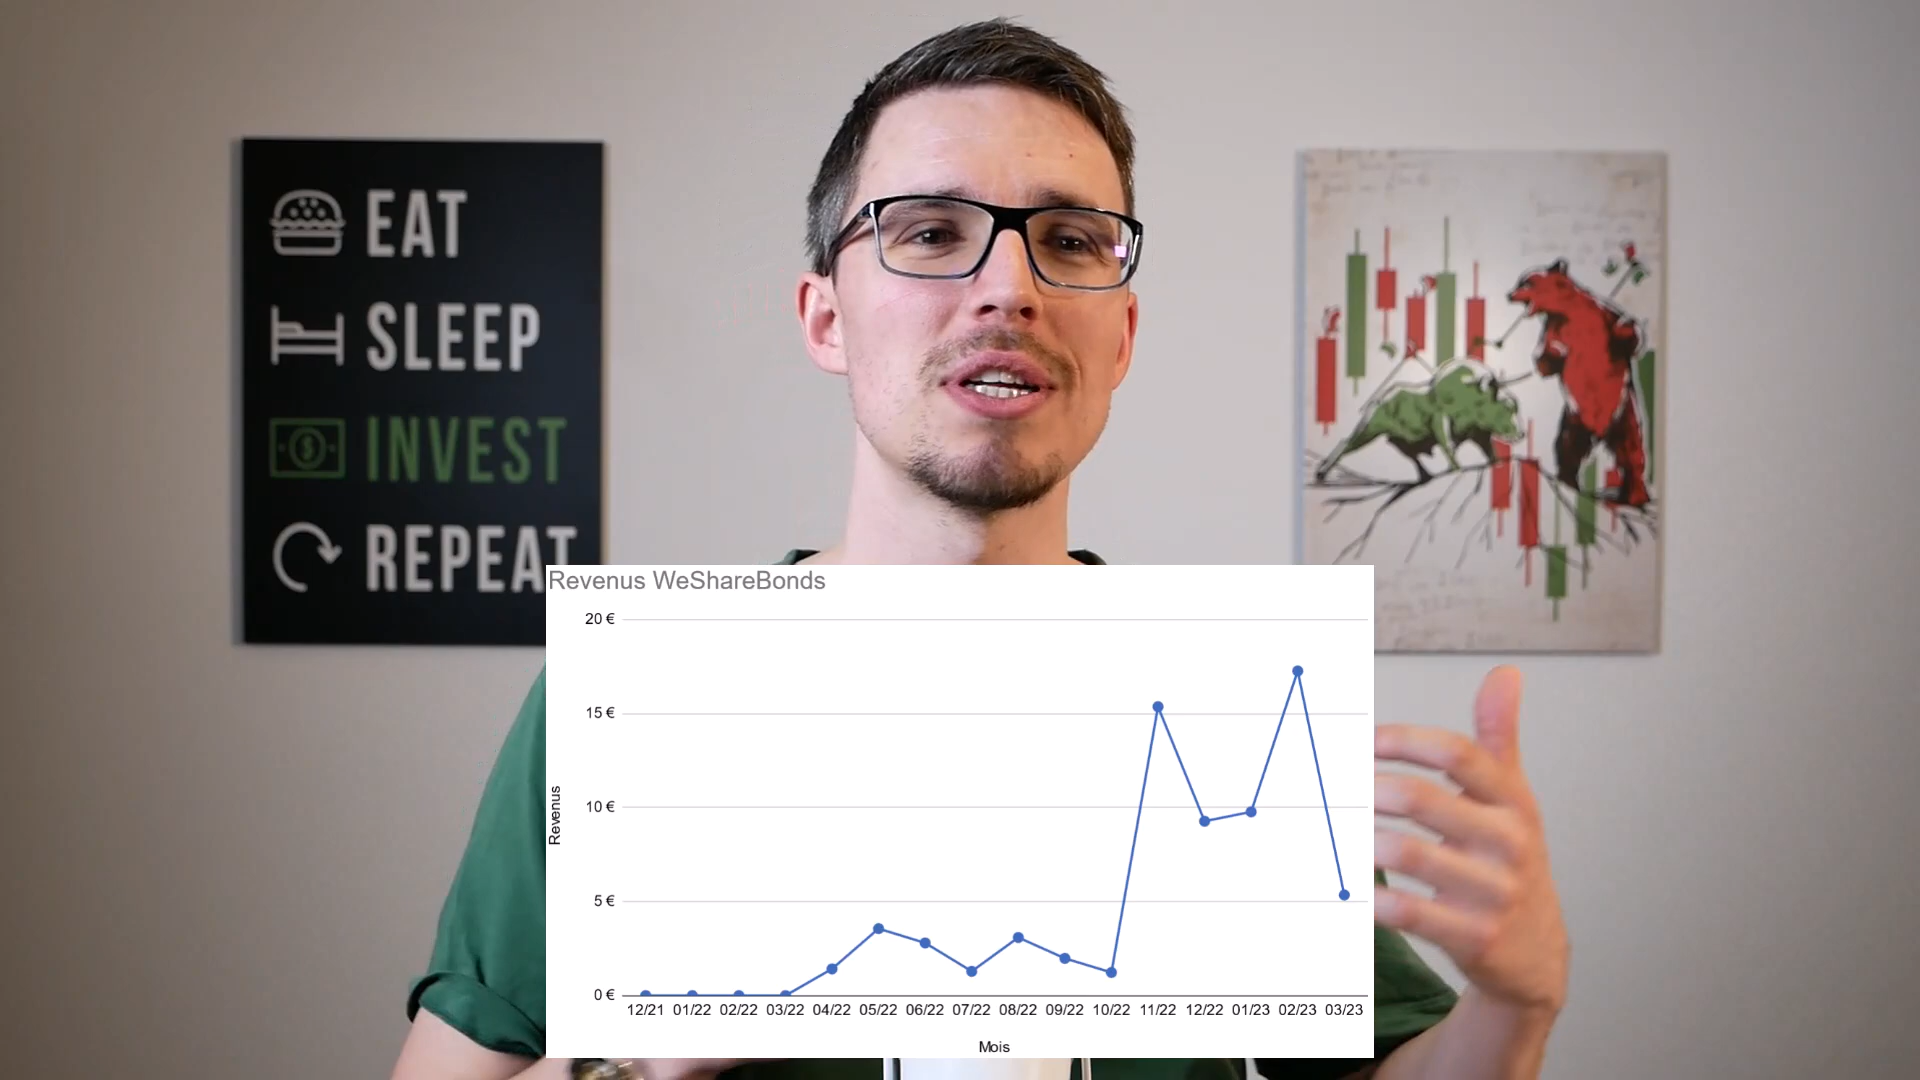 EAT
SLEEP
INVEST
REPEAT
Revenus WeShareBonds
20 €
15 €
10 €
5 €
0 €
Revenus
12/21 01/22 02/22 03/22 04/22 05/22 06/22 07/22 08/22 09/22 10/22 11/22 12/22 01/23 02/23 03/23
Mois